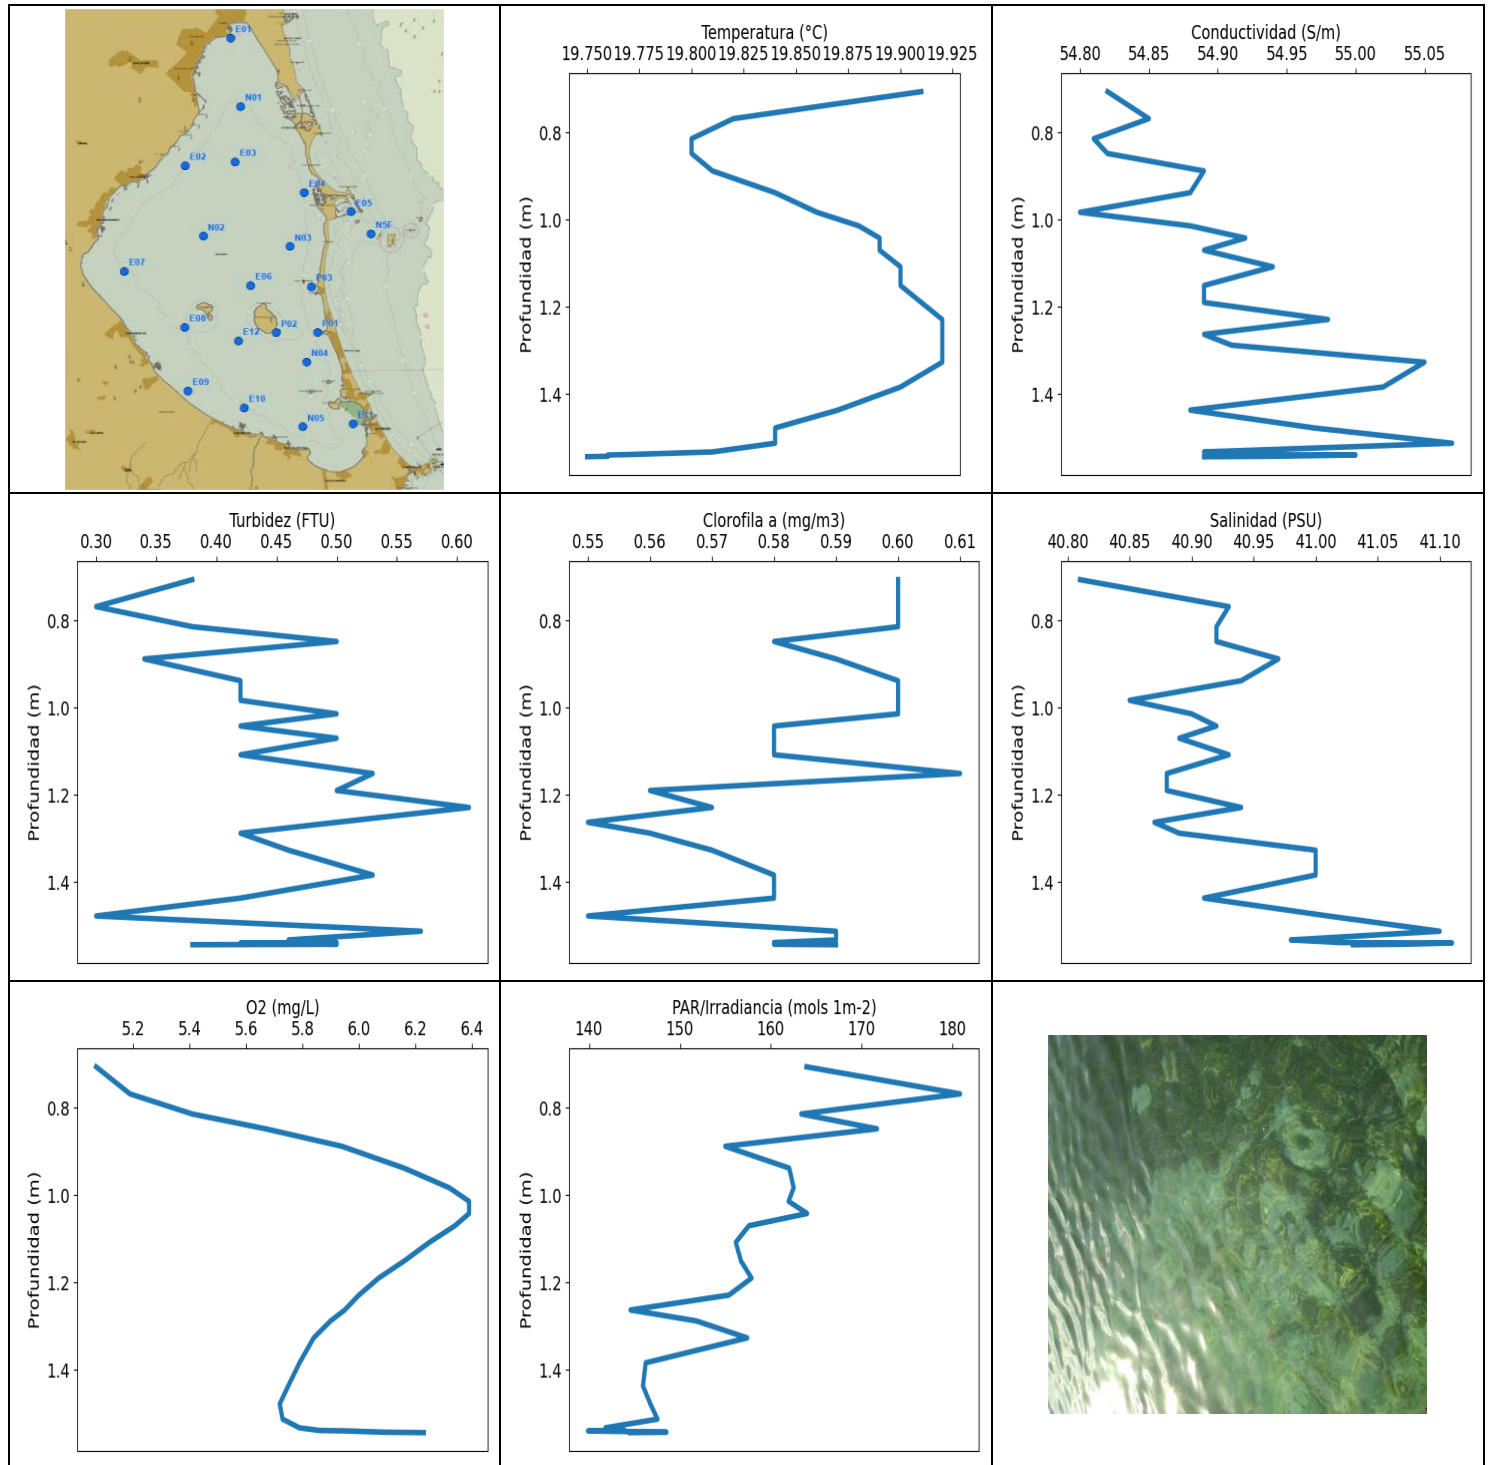 E01
N01
E02
E03
E04
E05
N5F
N02
N03
E07
E06
P03
E08
E12
P02
P01
N04
E09
E10
N05
E11
Temperatura (°C)
19.750 19.775 19.800 19.825 19.850 19.875 19.900 19.925
Profundidad (m)
0.8
1.0
1.2
1.4
Conductividad (S/m)
54.80 54.85 54.90 54.95 55.00 55.05
Profundidad (m)
0.8
1.0
1.2
1.4
Turbidez (FTU)
0.30 0.35 0.40 0.45 0.50 0.55 0.60
Profundidad (m)
0.8
1.0
1.2
1.4
Clorofila a (mg/m3)
0.55 0.56 0.57 0.58 0.59 0.60 0.61
Profundidad (m)
0.8
1.0
1.2
1.4
Salinidad (PSU)
40.80 40.85 40.90 40.95 41.00 41.05 41.10
Profundidad (m)
0.8
1.0
1.2
1.4
O2 (mg/L)
5.2 5.4 5.6 5.8 6.0 6.2 6.4
Profundidad (m)
0.8
1.0
1.2
1.4
PAR/Irradiancia (mols 1m-2)
140 150 160 170 180
Profundidad (m)
0.8
1.0
1.2
1.4